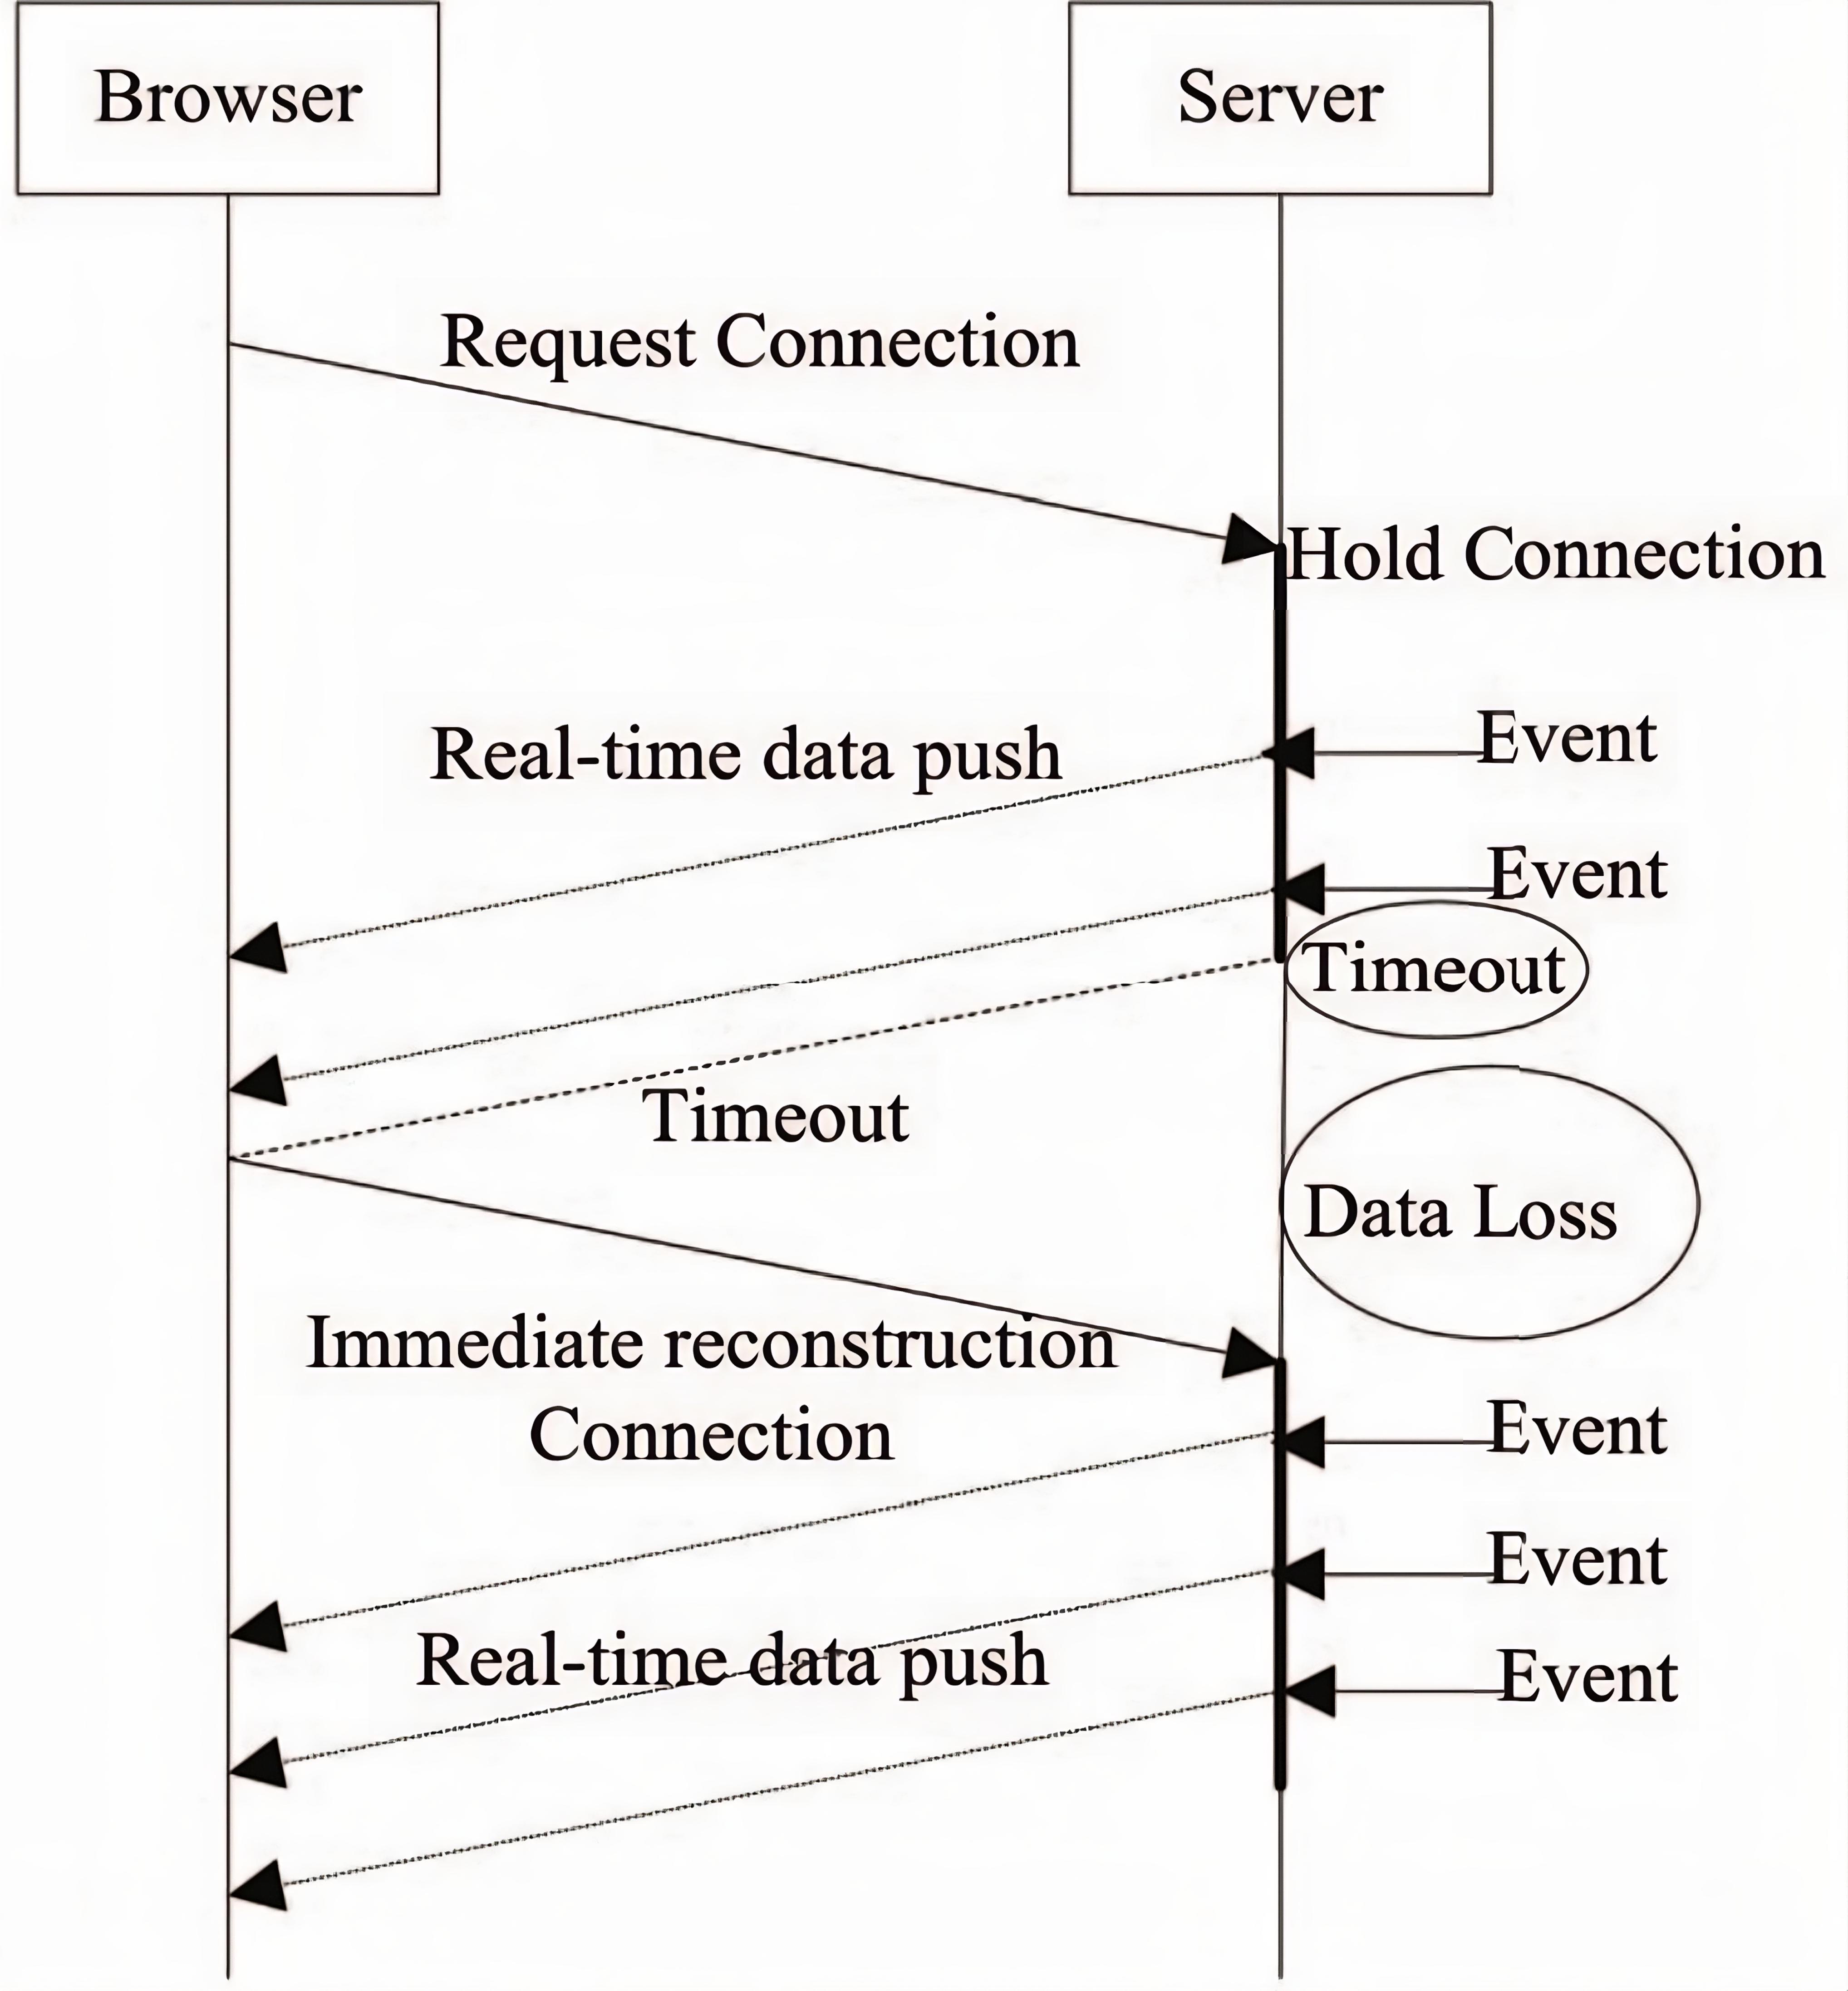 Browser
Server
Request Connection
Hold Connection
Real-time data push
Event
Event
Timeout
Timeout
Data Loss
Immediate reconstruction
Connection
Event
Event
Real-time data push
Event